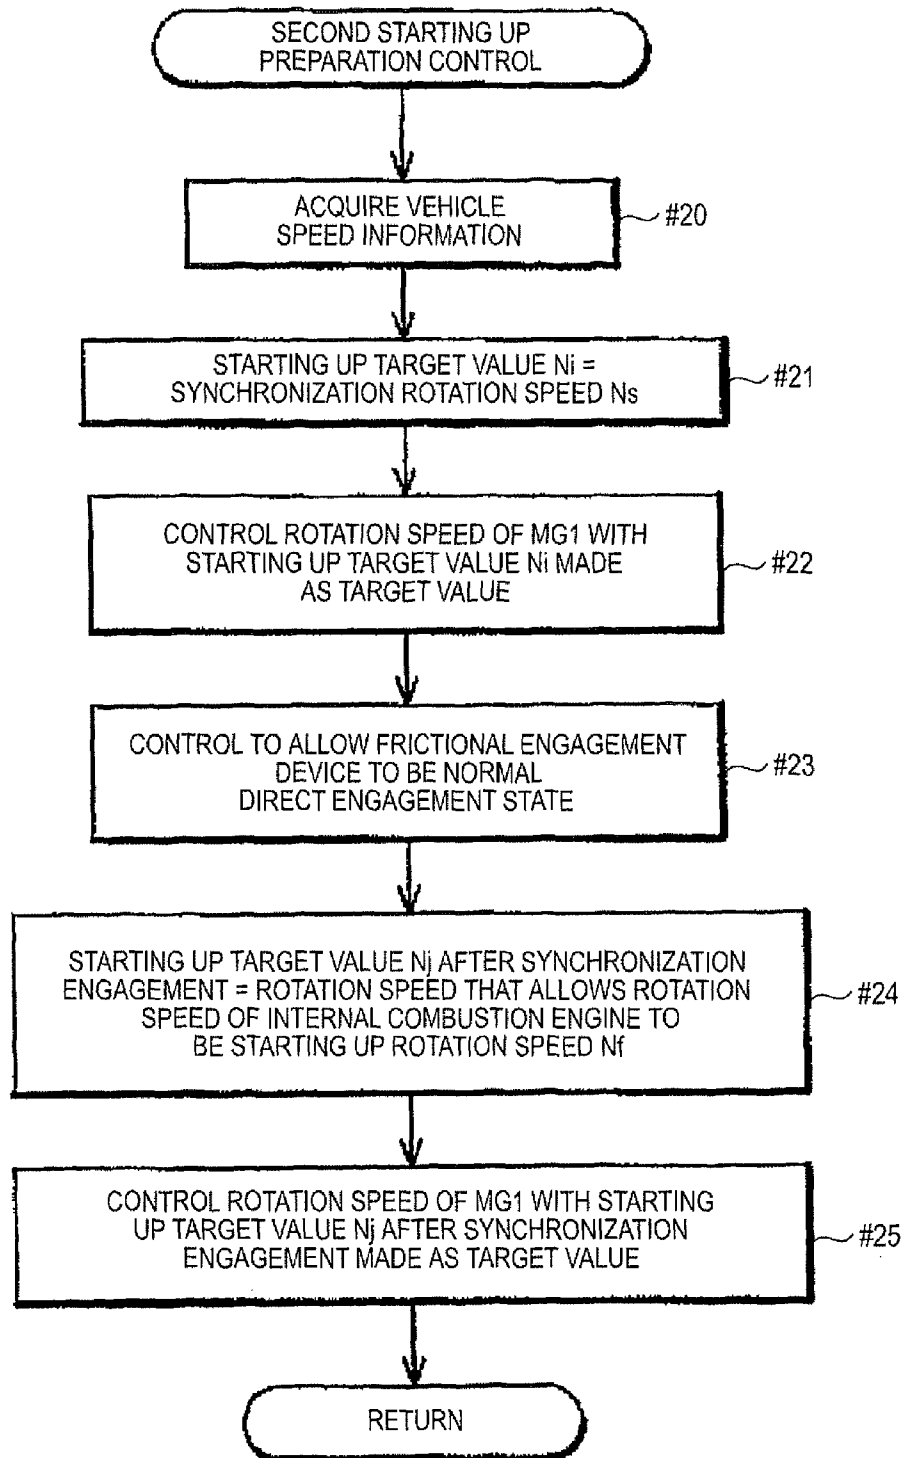 SECOND STARTING UP
PREPARATION CONTROL
ACQUIRE VEHICLE
SPEED INFORMATION
#20
STARTING UP TARGET VALUE Ni =
SYNCHRONIZATION ROTATION SPEED Ns
#21
CONTROL ROTATION SPEED OF MG1 WITH
STARTING UP TARGET VALUE Ni MADE
AS TARGET VALUE
#22
CONTROL TO ALLOW FRICTIONAL ENGAGEMENT
DEVICE TO BE NORMAL
DIRECT ENGAGEMENT STATE
#23
STARTING UP TARGET VALUE Nj AFTER SYNCHRONIZATION
ENGAGEMENT = ROTATION SPEED THAT ALLOWS ROTATION
SPEED OF INTERNAL COMBUSTION ENGINE TO
BE STARTING UP ROTATION SPEED Nf
#24
CONTROL ROTATION SPEED OF MG1 WITH STARTING
UP TARGET VALUE Nj AFTER SYNCHRONIZATION
ENGAGEMENT MADE AS TARGET VALUE
#25
RETURN